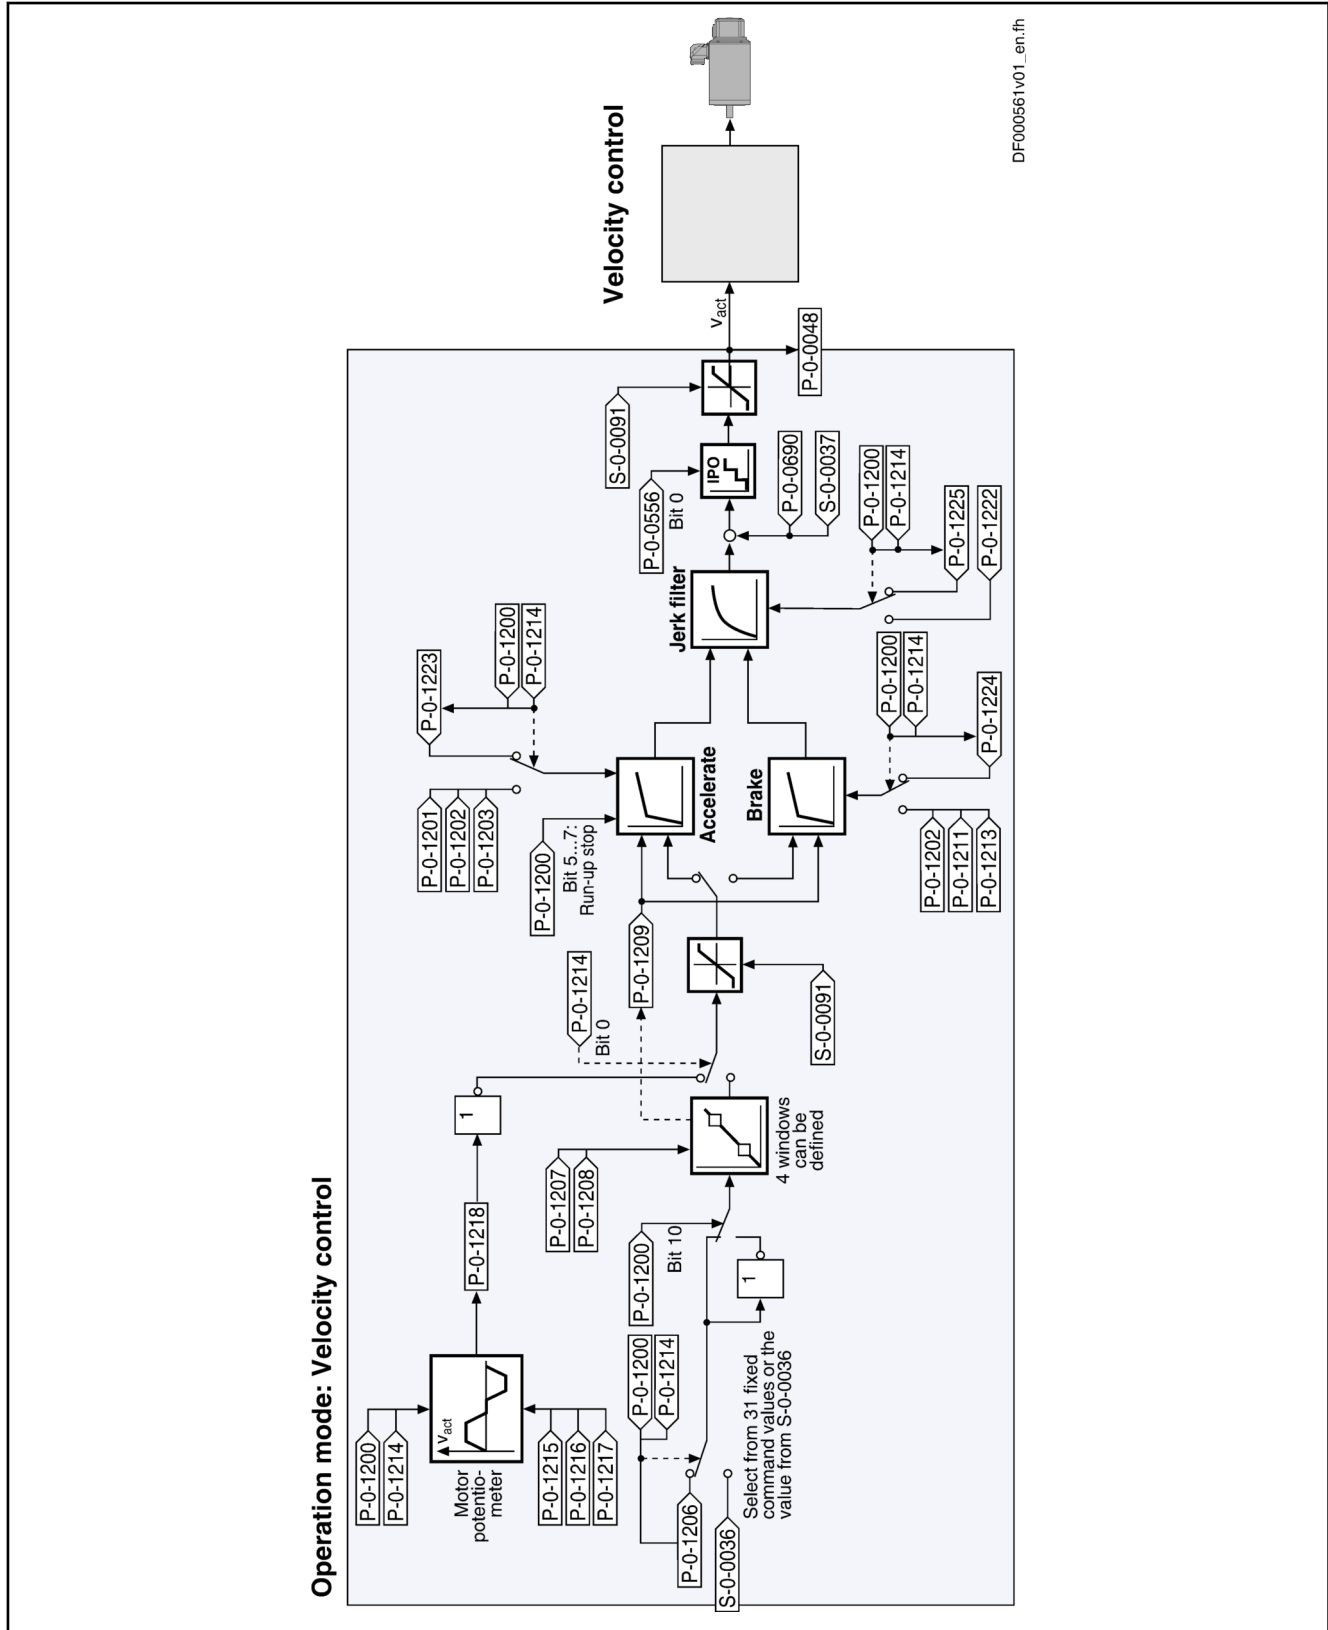 Operation mode: Velocity control
P-0-1200
P-0-1214
Motor
potentio-
meter
vact
P-0-1215
P-0-1216
P-0-1217
P-0-1218
1
P-0-1206
S-0-0036
P-0-1200
P-0-1214
Select from 31 fixed
command values or the
value from S-0-0036
1
P-0-1200
Bit 10
P-0-1207
P-0-1208
4 windows
can be
defined
P-0-1214
Bit 0
P-0-1209
S-0-0091
P-0-1200
Bit 5...7:
Run-up stop
P-0-1201
P-0-1202
P-0-1203
P-0-1223
P-0-1200
P-0-1214
Accelerate
Brake
P-0-1202
P-0-1211
P-0-1213
P-0-1224
P-0-1200
P-0-1214
Jerk filter
P-0-1200
P-0-1214
P-0-1225
P-0-1222
P-0-0690
S-0-0037
P-0-0556
Bit 0
IPO
S-0-0091
P-0-0048
vact
Velocity control
DF000561v01_en.fh